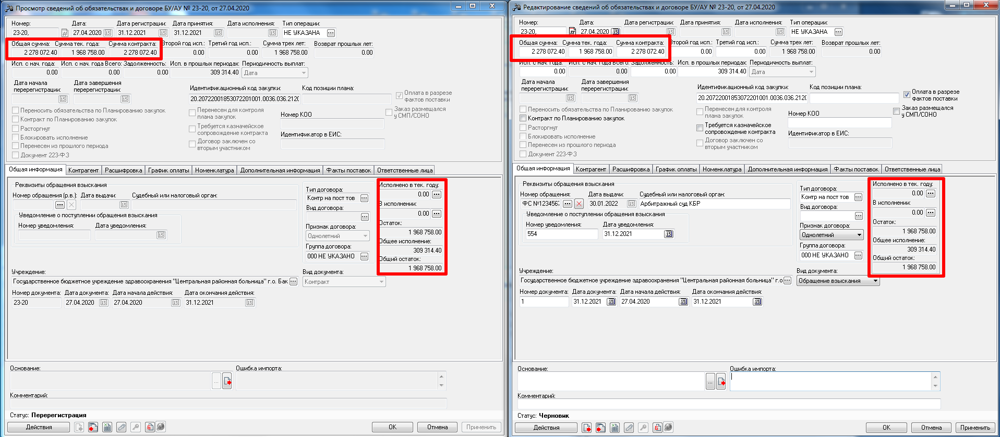 Просмотр сведений об обязательствах и договоре БУ/АУ № 23-20, от 27.04.2020
Номер: Дата: Дата регистрации: Дата принятия: Дата исполнения: Тип операции:
23-20, 27.04.2020 31.12.2021 31.12.2021 НЕ УКАЗАНА
Общая сумма: Сумма тек. года: Сумма контракта: Второй год исп.: Третий год исп.: Сумма трех лет: Возврат прошлых лет:
2 278 072.40 1 968 758.00 2 278 072.40 0.00 0.00 1 968 758.00 0.00
Исп. с нач. года: Исп. с нач. года Всего: Задолженность: Исп. в прошлых периодах: Периодичность выплат:
0.00 0.00 0.00 309 314.40 Дата
Дата начала перерегистрации: Дата завершения перерегистрации: Идентификационный код закупки: Код позиции плана:
20.20722001853072201001.0036.036.2120 Оплата в разрезе фактов поставки
Переносить обязательства по Планированию закупок
Контракт по Планированию закупок
Расторгнут
Блокировать исполнение
Перенесен из прошлого периода
Документ 223-ФЗ
Перенесен для контроля плана закупок
Требуется казначейское сопровождение контракта
Договор заключен со вторым участником
Номер КОО
Идентификатор в ЕИС:
Заказ размещался у СМП/СОНО
Общая информация Контрагент Расшифровка График оплаты Номенклатура Дополнительная информация Факты поставок Ответственные лица
Реквизиты обращения взыскания
Номер обращения (р.в.): Дата выдачи: Судебный или налоговый орган:
Уведомление о поступлении обращения взыскания
Номер уведомления: Дата уведомления:
Тип договора:
Контр на пост тов
Вид договора:
Признак договора:
Однолетний
Группа договора:
000 НЕ УКАЗАНО
Исполнено в тек. году:
0.00
В исполнении:
0.00
Остаток:
1 968 758.00
Общее исполнение:
309 314.40
Общий остаток:
1 968 758.00
Учреждение: Вид документа:
Государственное бюджетное учреждение здравоохранения "Центральная районная больница" г.о. Бак Контракт
Номер документа: Дата документа: Дата начала действия: Дата окончания действия:
23-20 27.04.2020 27.04.2020 31.12.2021
Основание: Ошибка импорта:
Комментарий:
Статус: Перерегистрация
Действия OK Отмена Применить
Редактирование сведений об обязательствах и договоре БУ/АУ № 23-20, от 27.04.2020
Номер: Дата: Дата регистрации: Дата принятия: Дата исполнения: Тип операции:
23-20, 27.04.2020 НЕ УКАЗАНА
Общая сумма: Сумма тек. года: Сумма контракта: Второй год исп.: Третий год исп.: Сумма трех лет: Возврат прошлых лет:
2 278 072.40 1 968 758.00 2 278 072.40 0.00 0.00 1 968 758.00 0.00
Исп. с нач. года: Исп. с нач. года Всего: Задолженность: Исп. в прошлых периодах: Периодичность выплат:
0.00 0.00 0.00 309 314.40 Дата
Дата начала перерегистрации: Дата завершения перерегистрации: Идентификационный код закупки: Код позиции плана:
20.20722001853072201001.0036.036.2120 Оплата в разрезе фактов поставки
Переносить обязательства по Планированию закупок
Контракт по Планированию закупок
Расторгнут
Блокировать исполнение
Перенесен из прошлого периода
Документ 223-ФЗ
Перенесен для контроля плана закупок
Требуется казначейское сопровождение контракта
Договор заключен со вторым участником
Номер КОО
Идентификатор в ЕИС:
Заказ размещался у СМП/СОНО
Общая информация Контрагент Расшифровка График оплаты Номенклатура Дополнительная информация Факты поставок Ответственные лица
Реквизиты обращения взыскания
Номер обращения: Дата выдачи: Судебный или налоговый орган:
ФС №1234567 30.01.2022 Арбитражный суд КБР
Уведомление о поступлении обращения взыскания
Номер уведомления: Дата уведомления:
554 31.12.2021
Тип договора:
Контр на пост тов
Вид договора:
Признак договора:
Однолетний
Группа договора:
000 НЕ УКАЗАНО
Исполнено в тек. году:
0.00
В исполнении:
0.00
Остаток:
1 968 758.00
Общее исполнение:
309 314.40
Общий остаток:
1 968 758.00
Учреждение: Вид документа:
Государственное бюджетное учреждение здравоохранения "Центральная районная больница" г.о Обращение взыскания
Номер документа: Дата документа: Дата начала действия: Дата окончания действия:
1 31.12.2021 27.04.2020 31.12.2021
Основание: Ошибка импорта:
Комментарий:
Статус: Черновик
Действия OK Отмена Применить